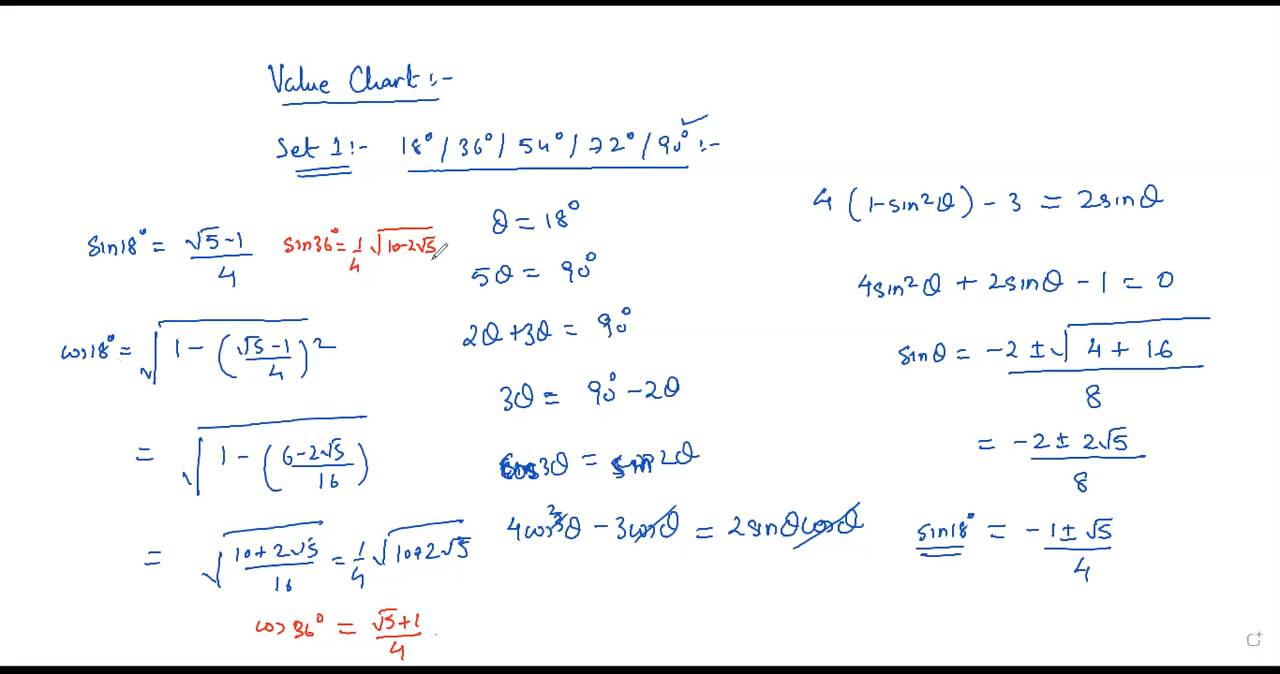 Value Chart :-
Set 1 :- 18° / 36° / 54° / 72° / 90° :-
sin18° = (√5-1)/4
sin36° = 1/4 √(10-2√5)
cos18° = √(1 - ((√5-1)/4)²)
= √(1 - ((6-2√5)/16))
= √((10+2√5)/16) = 1/4 √(10+2√5)
cos36° = (√5+1)/4
θ = 18°
5θ = 90°
2θ + 3θ = 90°
3θ = 90° - 2θ
cos3θ = sin2θ
4cos³θ - 3cosθ = 2sinθcosθ
4(1-sin²θ) - 3 = 2sinθ
4sin²θ + 2sinθ - 1 = 0
sinθ = (-2 ± √(4+16))/8
= (-2 ± 2√5)/8
sin18° = (-1 ± √5)/4